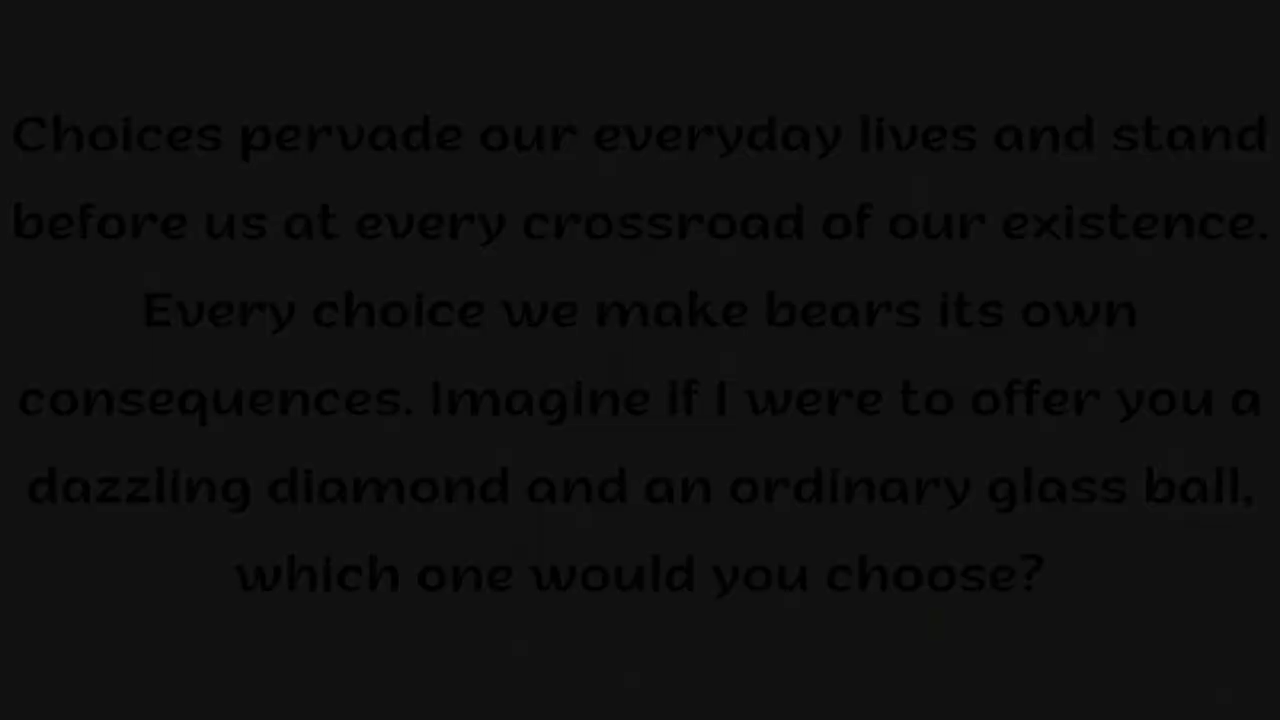 Choices pervade our everyday lives and stand
before us at every crossroad of our existence.
Every choice we make bears its own
consequences. Imagine if I were to offer you a
dazzling diamond and an ordinary glass ball,
which one would you choose?